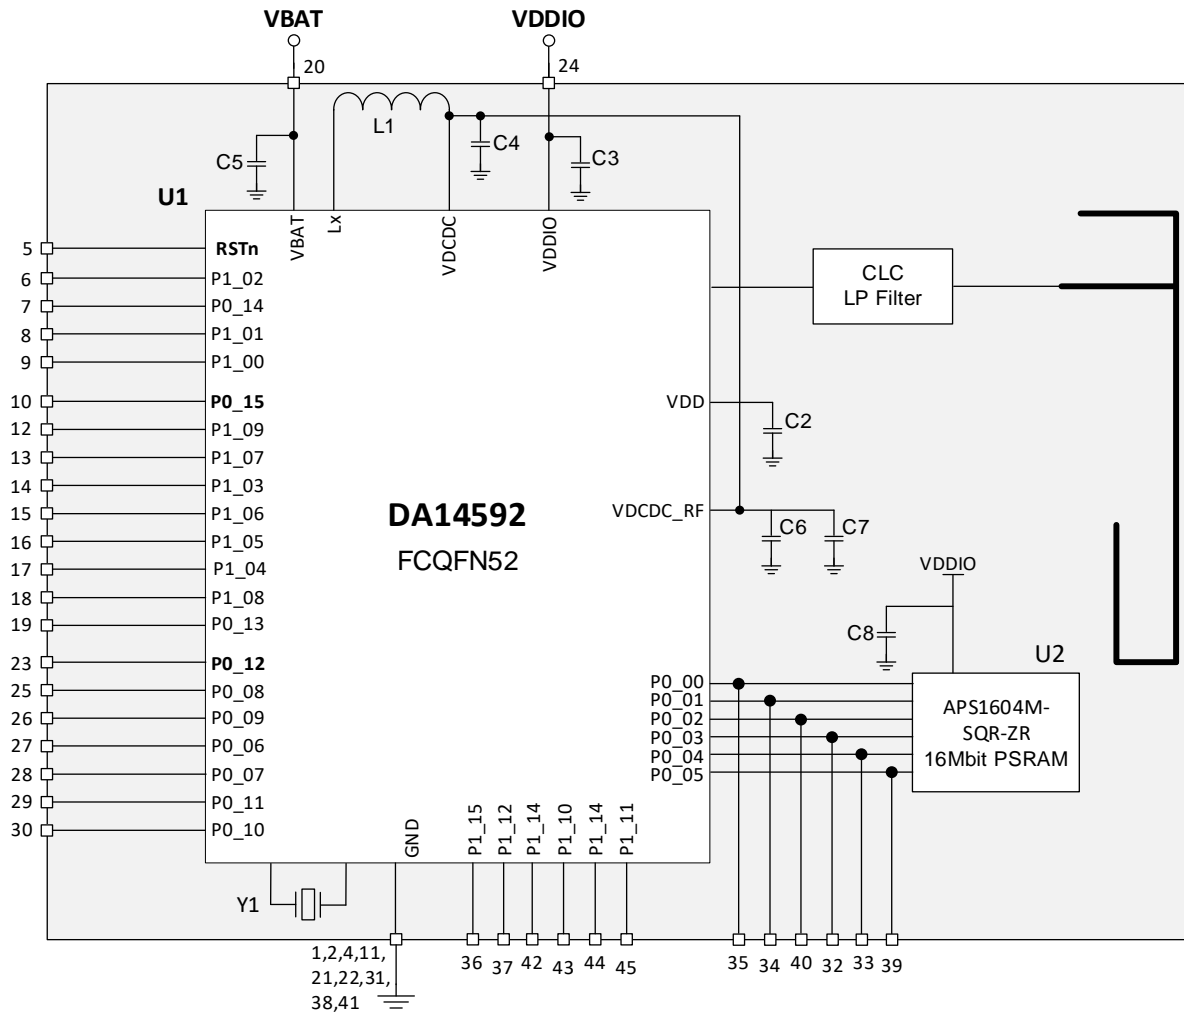 VBAT
VDDIO
20
24
L1
C4
C3
C5
U1
VBAT
Lx
VDCDC
VDDIO
5
RSTn
6
P1_02
7
P0_14
8
P1_01
9
P1_00
10
P0_15
12
P1_09
13
P1_07
14
P1_03
15
P1_06
16
P1_05
17
P1_04
18
P1_08
19
P0_13
23
P0_12
25
P0_08
26
P0_09
27
P0_06
28
P0_07
29
P0_11
30
P0_10
CLC
LP Filter
VDD
C2
DA14592
FCQFN52
VDCDC_RF
C6
C7
VDDIO
C8
U2
P0_00
P0_01
P0_02
P0_03
P0_04
P0_05
APS1604M-
SQR-ZR
16Mbit PSRAM
GND
P1_15
P1_12
P1_14
P1_10
P1_14
P1_11
Y1
1,2,4,11,
21,22,31,
38,41
36
37
42
43
44
45
35
34
40
32
33
39